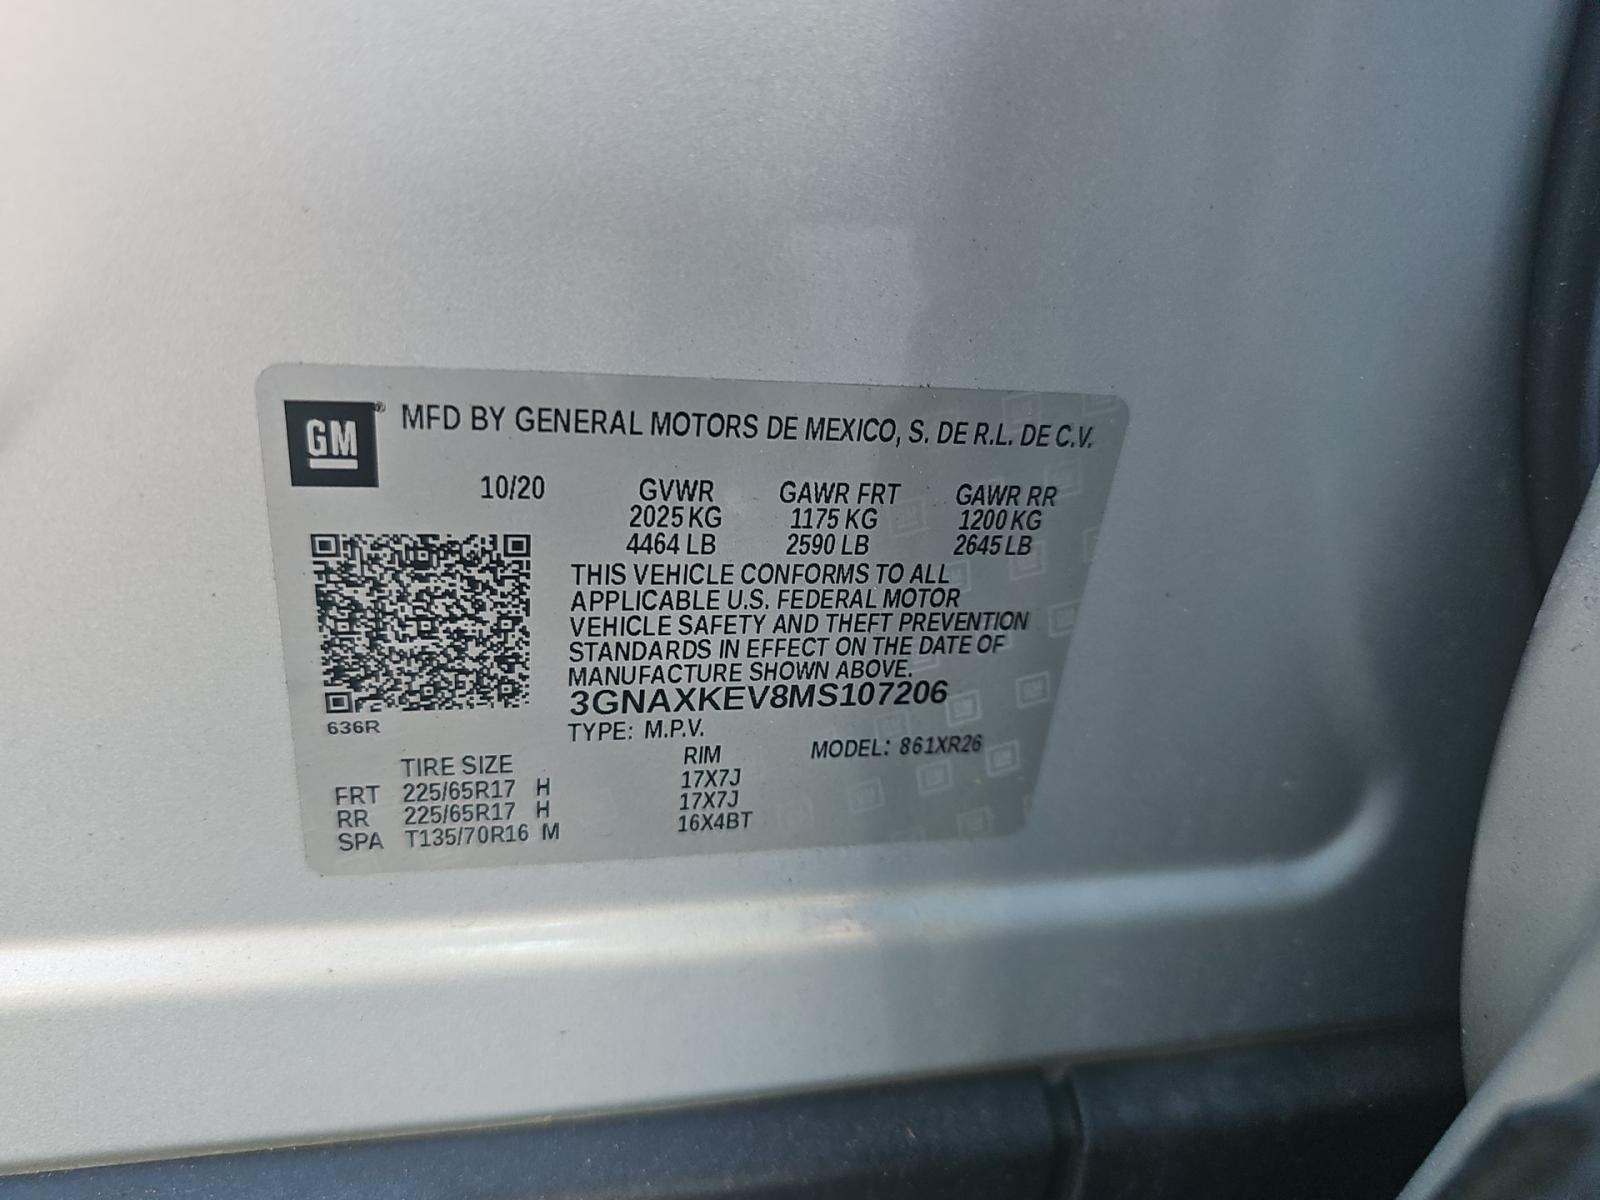 GM ® MFD BY GENERAL MOTORS DE MEXICO, S. DE R.L. DE C.V.
10/20 GVWR GAWR FRT GAWR RR
2025 KG 1175 KG 1200 KG
4464 LB 2590 LB 2645 LB
THIS VEHICLE CONFORMS TO ALL
APPLICABLE U.S. FEDERAL MOTOR
VEHICLE SAFETY AND THEFT PREVENTION
STANDARDS IN EFFECT ON THE DATE OF
MANUFACTURE SHOWN ABOVE.
3GNAXKEV8MS107206
636R
TYPE: M.P.V. MODEL: 861XR26
TIRE SIZE RIM
FRT 225/65R17 H 17X7J
RR 225/65R17 H 17X7J
SPA T135/70R16 M 16X4BT